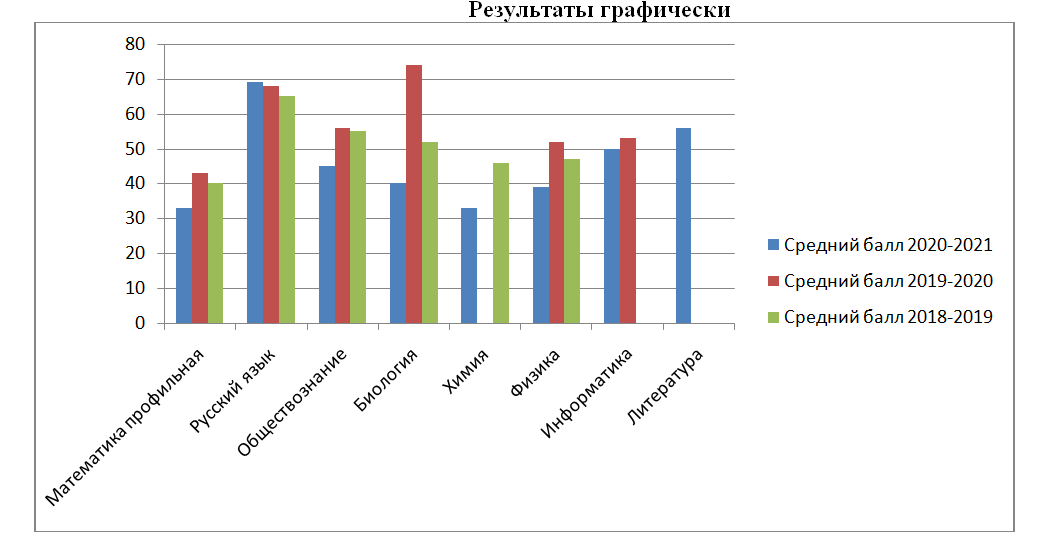 Результаты графически
80
70
60
50
40
30
20
10
0
Математика профильная
Русский язык
Обществознание
Биология
Химия
Физика
Информатика
Литература
Средний балл 2020-2021
Средний балл 2019-2020
Средний балл 2018-2019